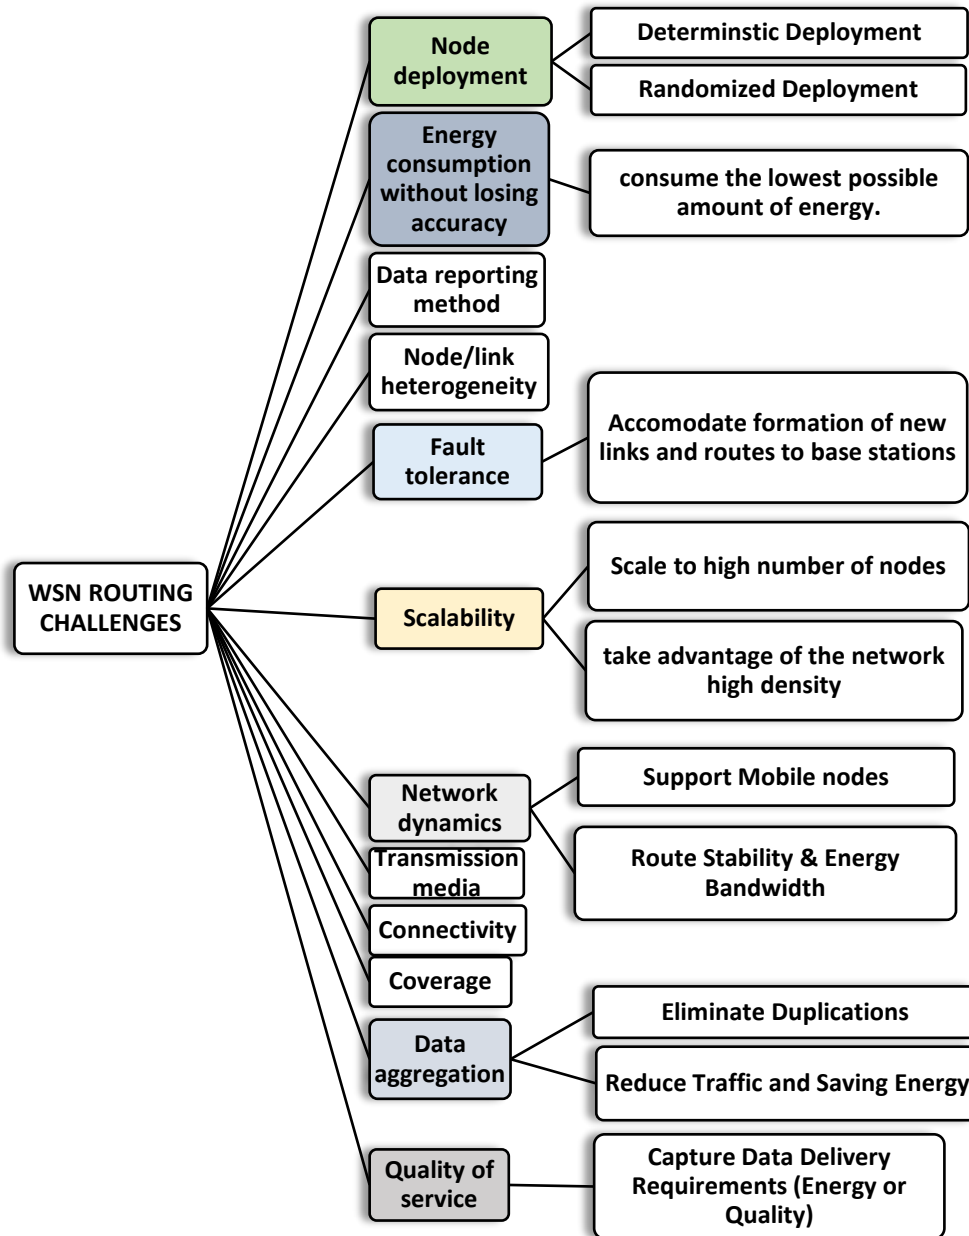 Node
deployment
Determinstic Deployment
Randomized Deployment
Energy
consumption
without losing
accuracy
consume the lowest possible
amount of energy.
Data reporting
method
Node/link
heterogeneity
Fault
tolerance
Accomodate formation of new
links and routes to base stations
WSN ROUTING
CHALLENGES
Scalability
Scale to high number of nodes
take advantage of the network
high density
Network
dynamics
Support Mobile nodes
Route Stability & Energy
Bandwidth
Transmission
media
Connectivity
Coverage
Data
aggregation
Eliminate Duplications
Reduce Traffic and Saving Energy
Quality of
service
Capture Data Delivery
Requirements (Energy or
Quality)